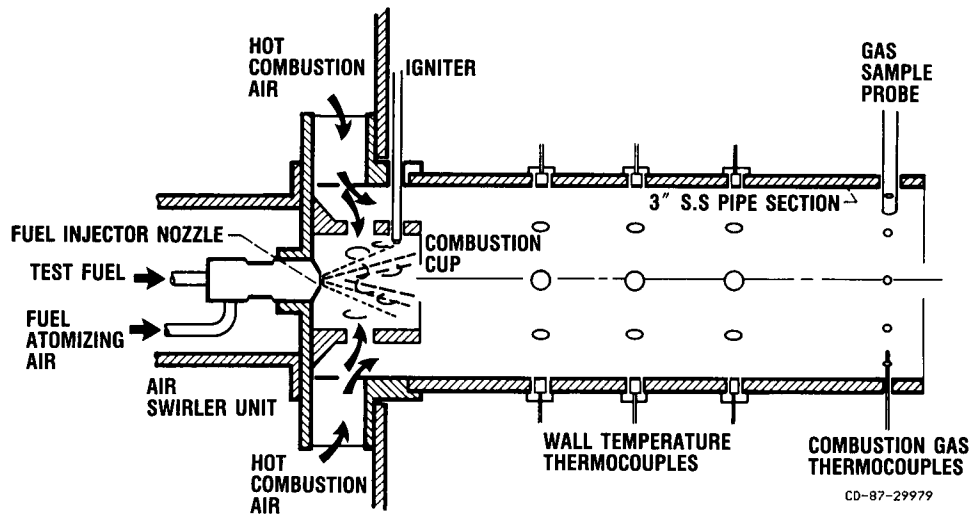 HOT
COMBUSTION
AIR
IGNITER
GAS
SAMPLE
PROBE
3" S.S PIPE SECTION
FUEL INJECTOR NOZZLE
COMBUSTION
CUP
TEST FUEL
FUEL
ATOMIZING
AIR
AIR
SWIRLER UNIT
WALL TEMPERATURE
THERMOCOUPLES
COMBUSTION GAS
THERMOCOUPLES
HOT
COMBUSTION
AIR
CD-87-29979